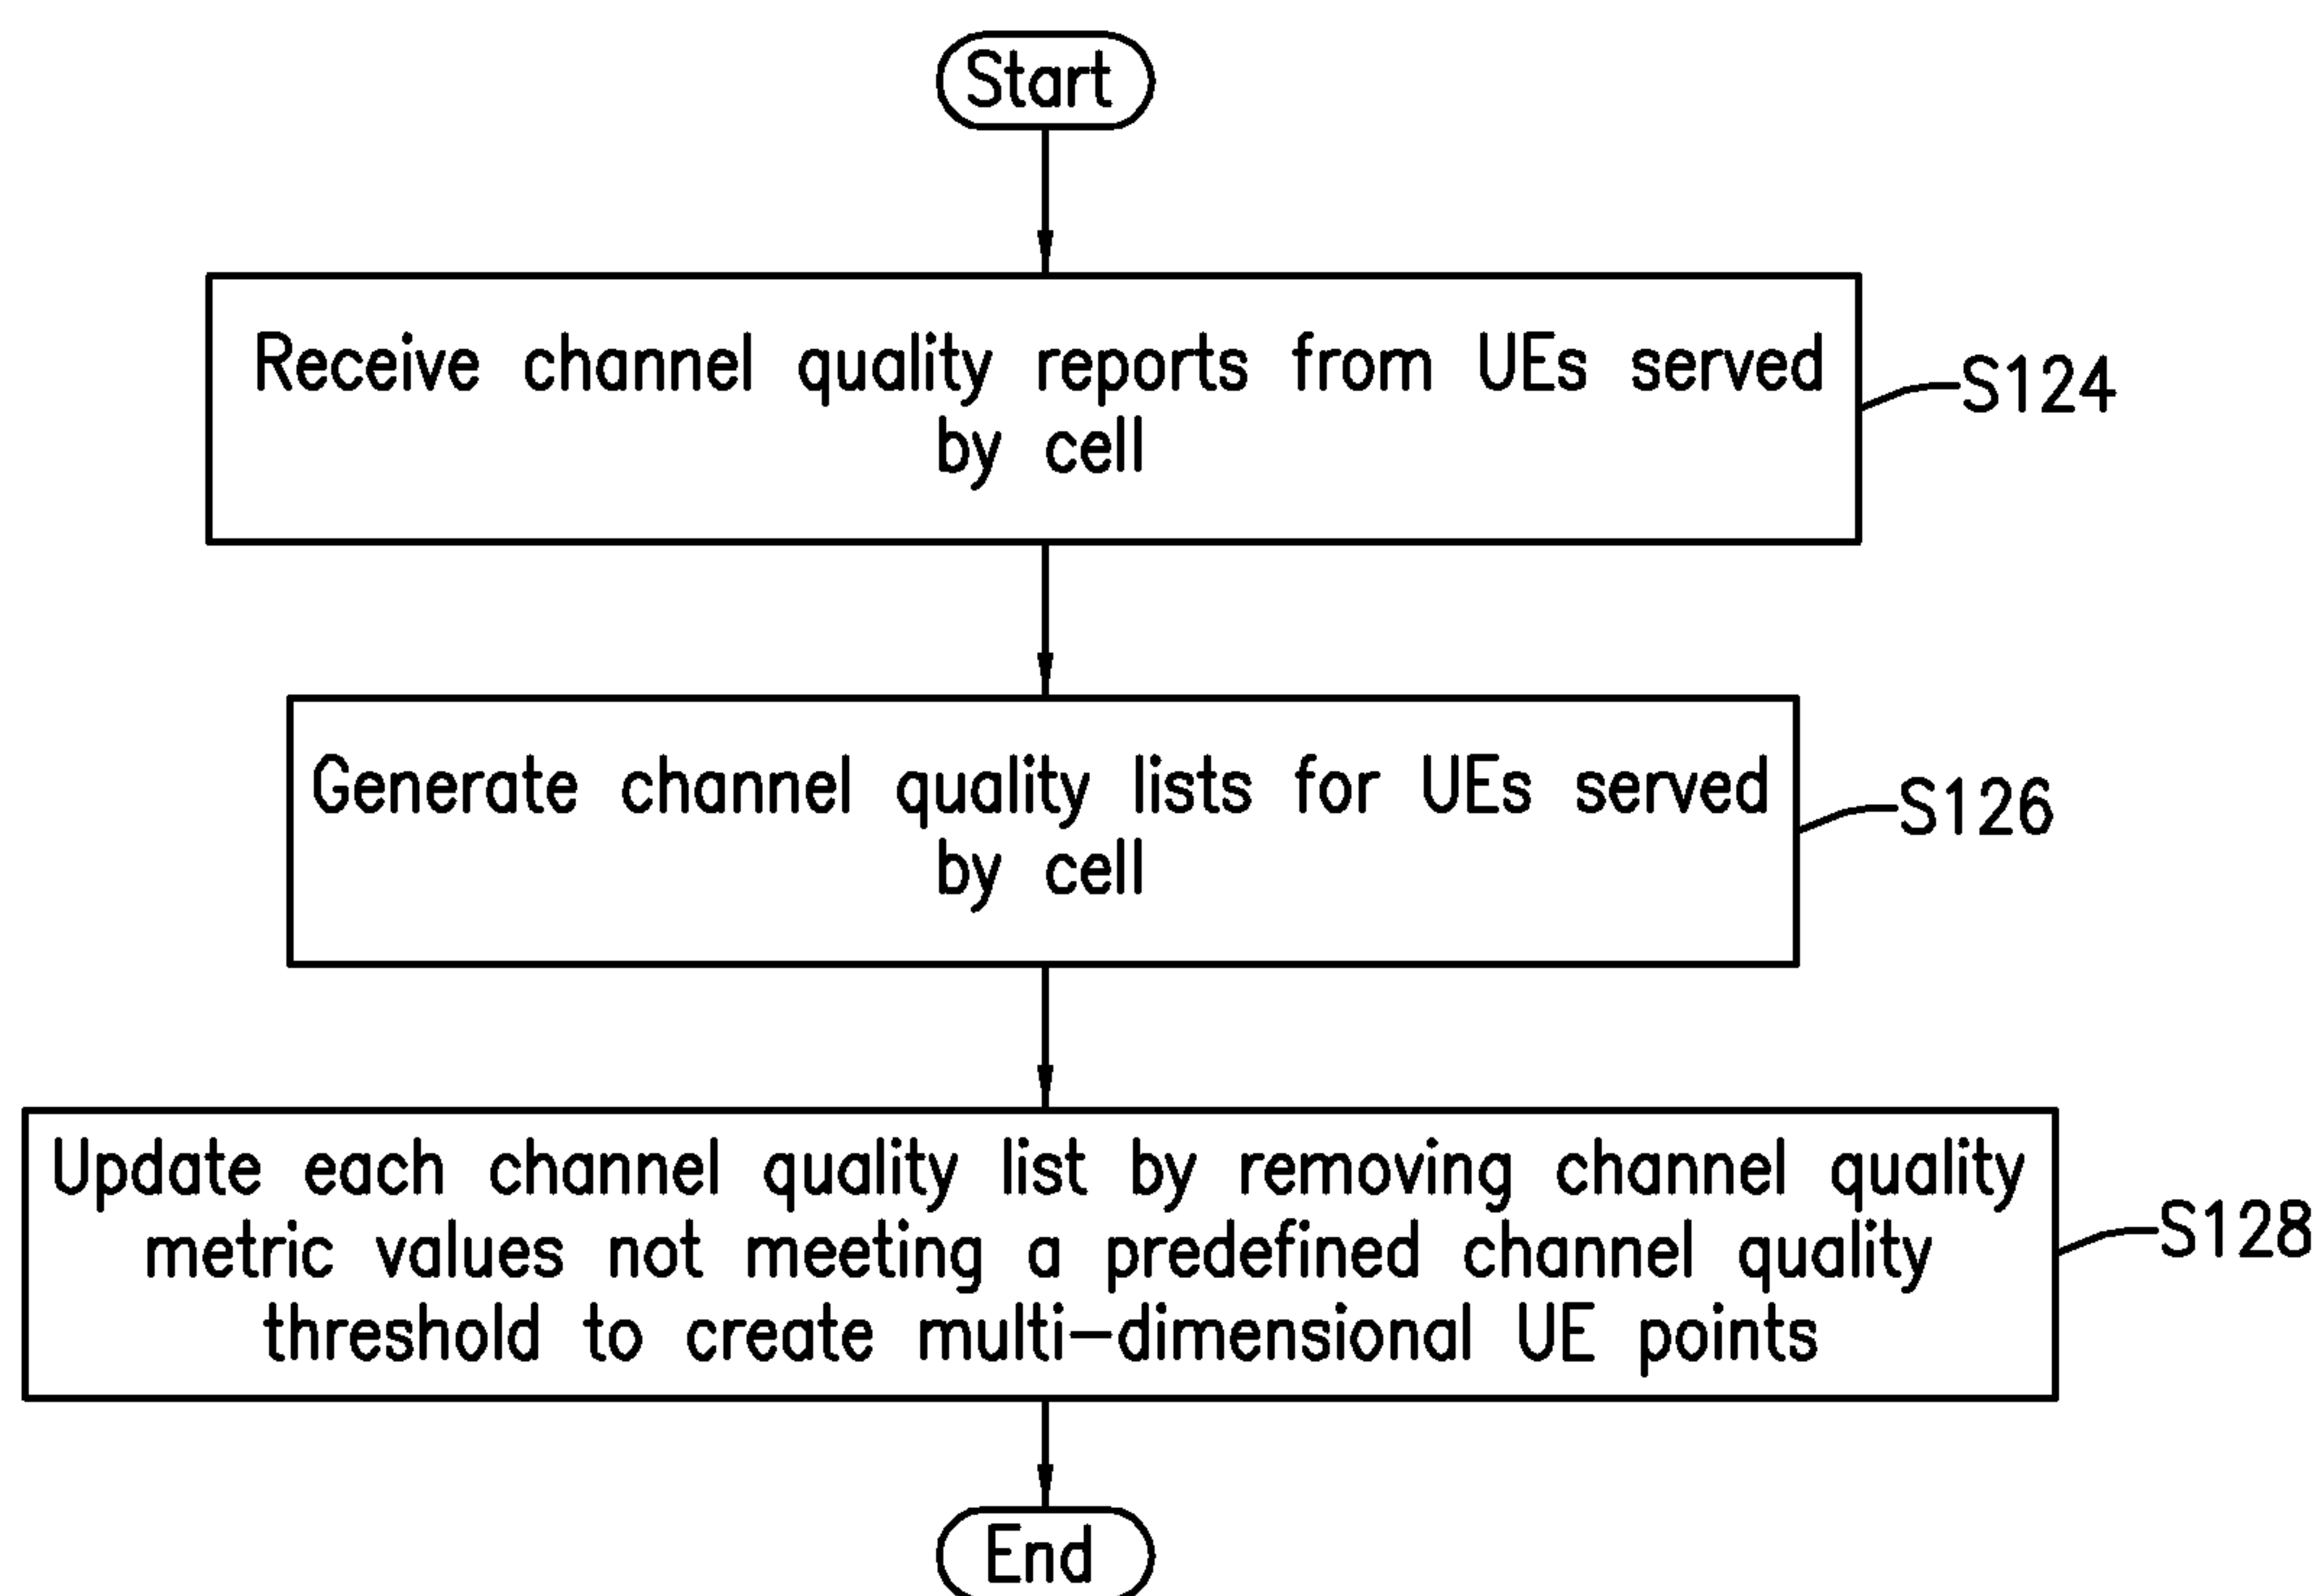 Start
Receive channel quality reports from UEs served
by cell
S124
Generate channel quality lists for UEs served
by cell
S126
Update each channel quality list by removing channel quality
metric values not meeting a predefined channel quality
threshold to create multi-dimensional UE points
S128
End